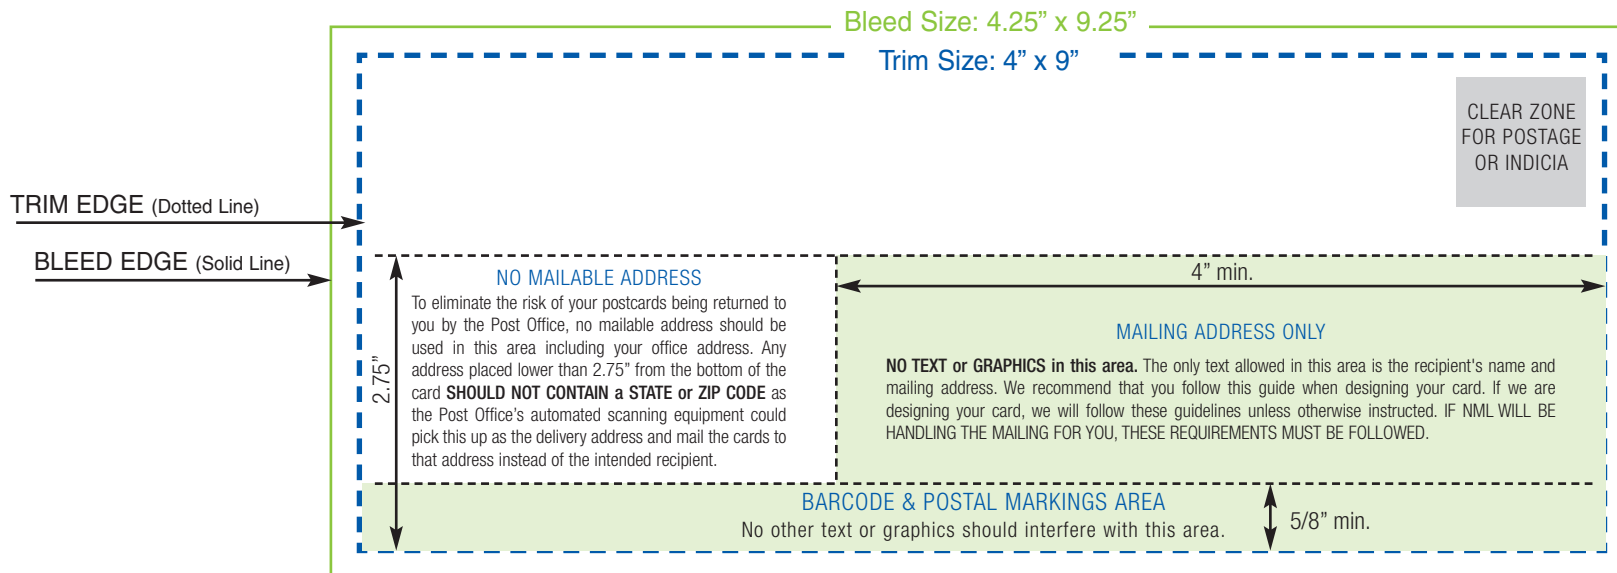 Bleed Size: 4.25” x 9.25”
Trim Size: 4” x 9”
CLEAR ZONE
FOR POSTAGE
OR INDICIA
TRIM EDGE (Dotted Line)
BLEED EDGE (Solid Line)
2.75”
NO MAILABLE ADDRESS
To eliminate the risk of your postcards being returned to
you by the Post Office, no mailable address should be
used in this area including your office address. Any
address placed lower than 2.75” from the bottom of the
card SHOULD NOT CONTAIN a STATE or ZIP CODE as
the Post Office’s automated scanning equipment could
pick this up as the delivery address and mail the cards to
that address instead of the intended recipient.
4” min.
MAILING ADDRESS ONLY
NO TEXT or GRAPHICS in this area. The only text allowed in this area is the recipient's name and
mailing address. We recommend that you follow this guide when designing your card. If we are
designing your card, we will follow these guidelines unless otherwise instructed. IF NML WILL BE
HANDLING THE MAILING FOR YOU, THESE REQUIREMENTS MUST BE FOLLOWED.
BARCODE & POSTAL MARKINGS AREA
No other text or graphics should interfere with this area.
5/8” min.